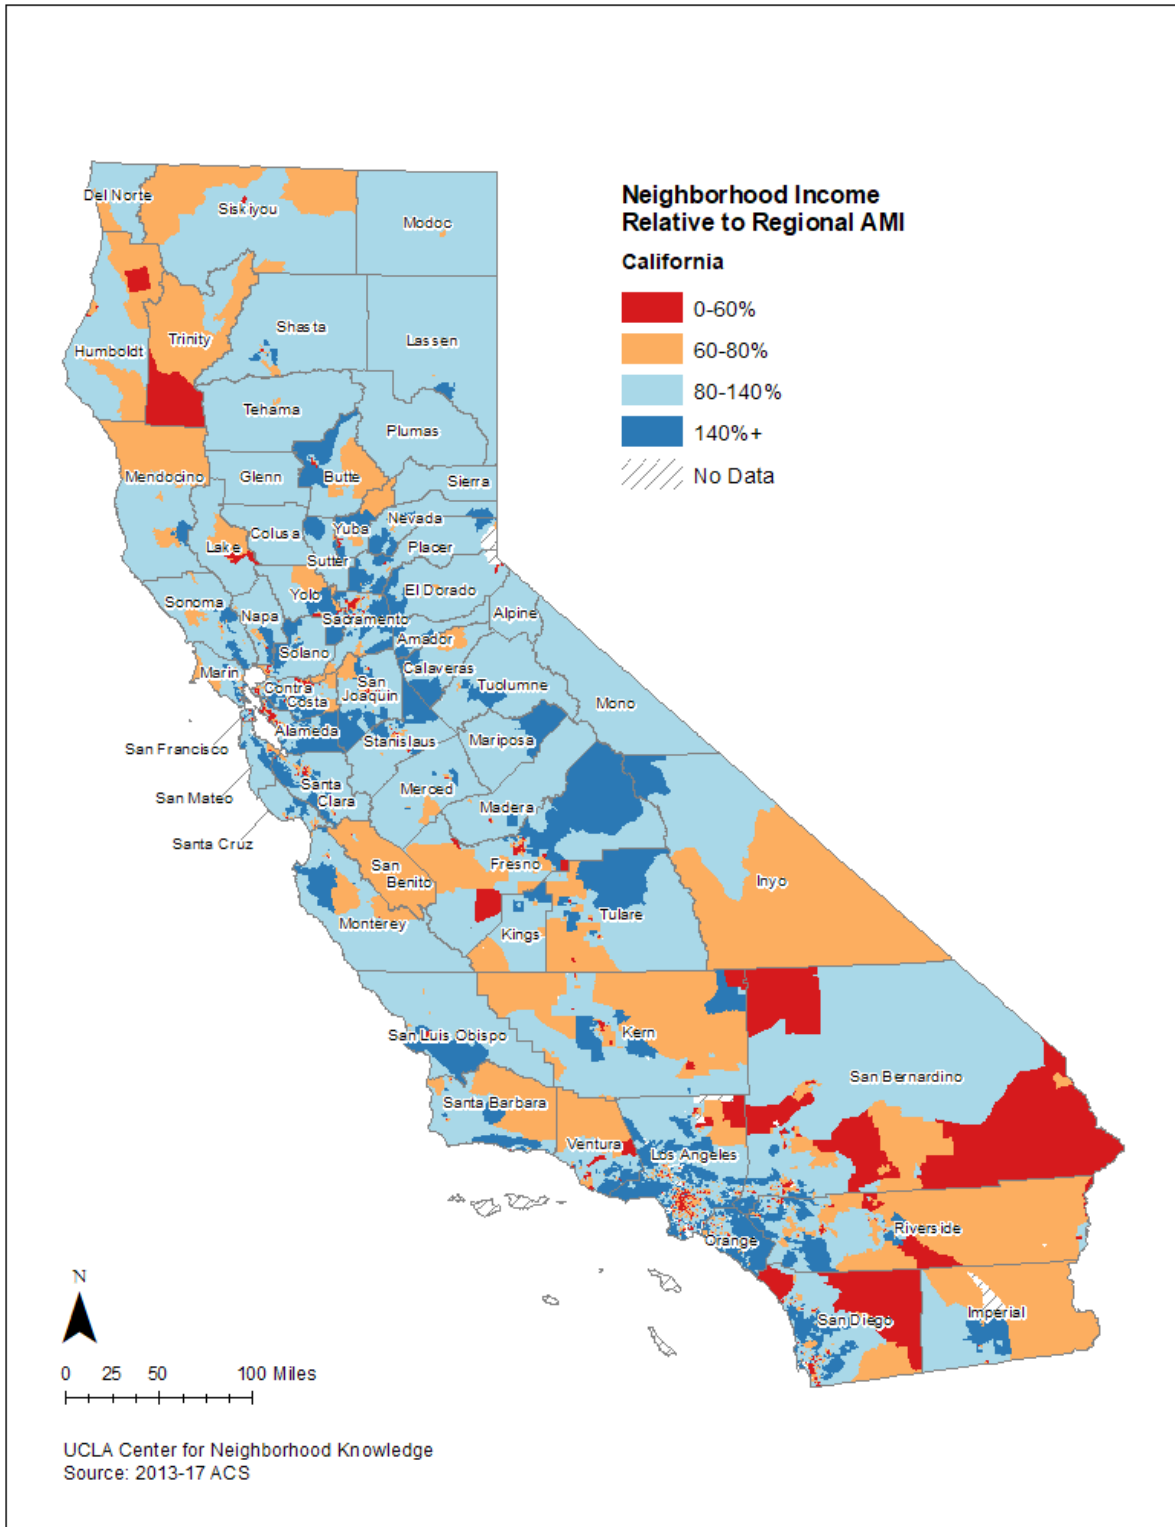 Neighborhood Income
Relative to Regional AMI
California
0-60%
60-80%
80-140%
140%+
No Data
Del Norte
Siskiyou
Modoc
Shasta
Trinity
Lassen
Humboldt
Tehama
Plumas
Mendocino
Glenn
Butte
Sierra
Colusa
Yuba
Nevada
Lake
Placer
Sutter
Yolo
El Dorado
Sonoma
Napa
Sacramento
Alpine
Amador
Solano
Marin
Calaveras
Contra
Costa
San
Joaquin
Tuolumne
Mono
Alameda
San Francisco
Stanislaus
Mariposa
Santa
Clara
San Mateo
Merced
Madera
Santa Cruz
San
Benito
Fresno
Inyo
Monterey
Kings
Tulare
San Luis Obispo
Kern
San Bernardino
Santa Barbara
Ventura
Los Angeles
Orange
Riverside
San Diego
Imperial
N
0 25 50 100 Miles
UCLA Center for Neighborhood Knowledge
Source: 2013-17 ACS